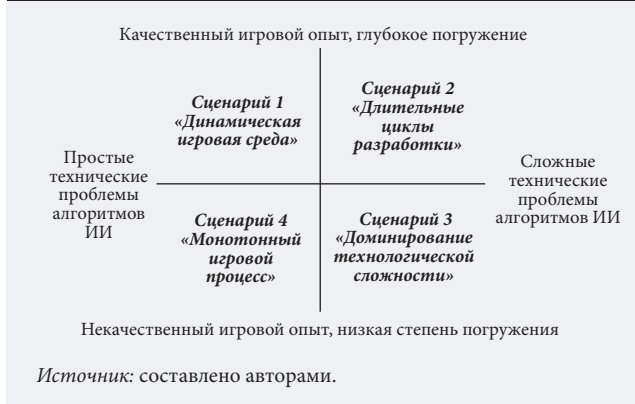 Качественный игровой опыт, глубокое погружение
Сценарий 1
«Динамическая
игровая среда»
Сценарий 2
«Длительные
циклы
разработки»
Простые
технические
проблемы
алгоритмов
ИИ
Сложные
технические
проблемы
алгоритмов ИИ
Сценарий 4
«Монотонный
игровой
процесс»
Сценарий 3
«Доминирование
технологической
сложности»
Некачественный игровой опыт, низкая степень погружения
Источник: составлено авторами.